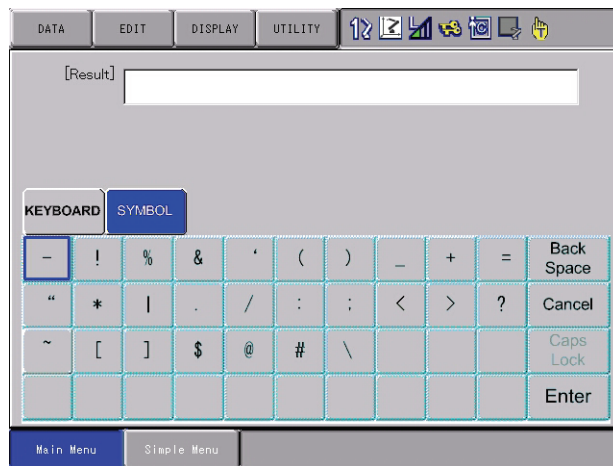 DATA EDIT DISPLAY UTILITY
[Result]
KEYBOARD SYMBOL
- ! % & ‘ ( ) _ + = Back Space
“ * | . / : ; < > ? Cancel
~ [ ] $ @ # \ Caps Lock
Enter
Main Menu Simple Menu